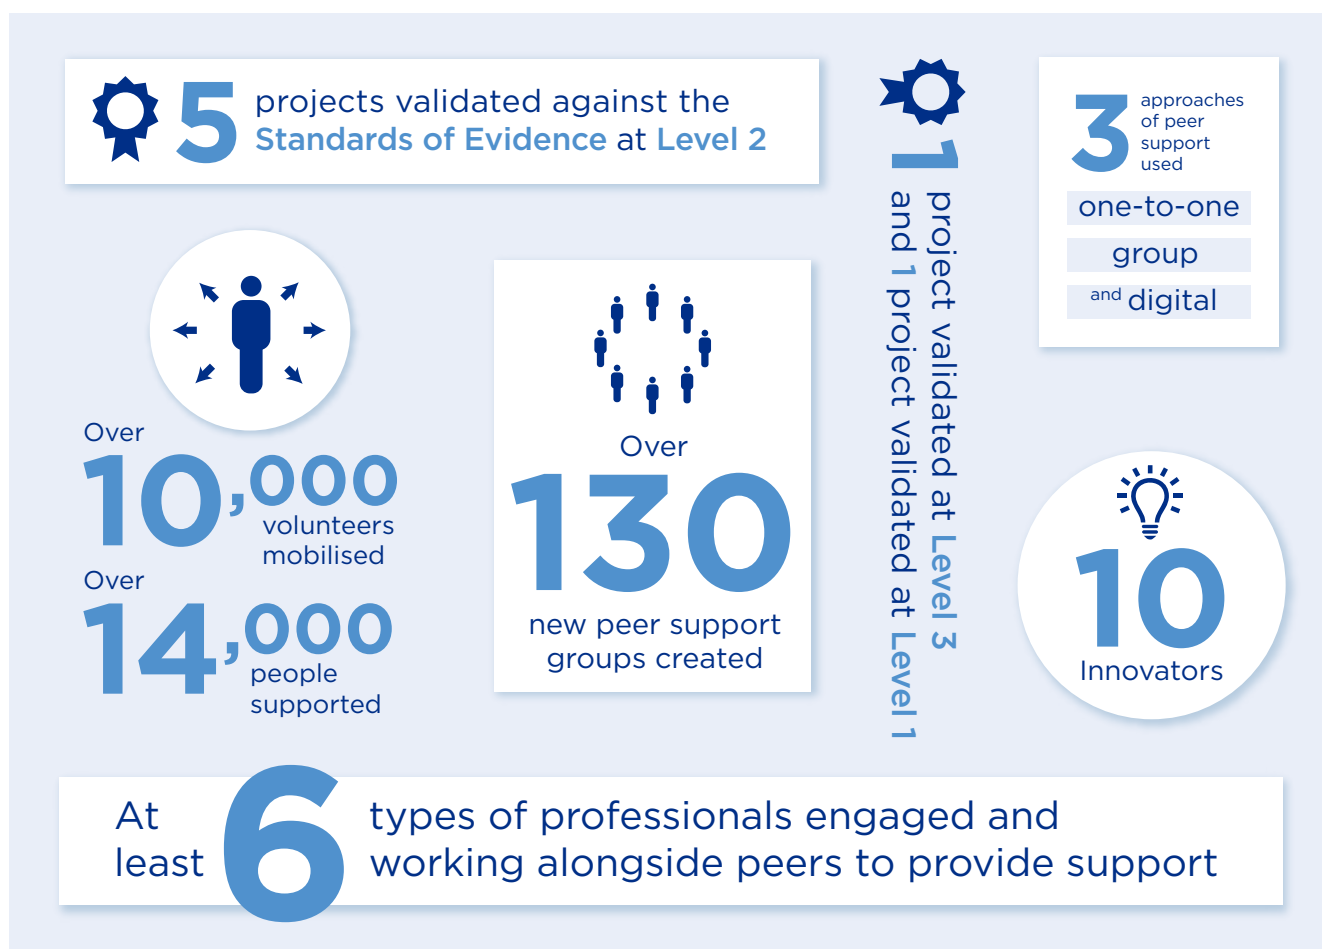 5 projects validated against the
Standards of Evidence at Level 2
Over
10,000
volunteers
mobilised
Over
14,000
people
supported
Over
130
new peer support
groups created
1 project validated at Level 3
and 1 project validated at Level 1
3 approaches
of peer
support
used
one-to-one
group
and digital
10
Innovators
At
least
6
types of professionals engaged and
working alongside peers to provide support